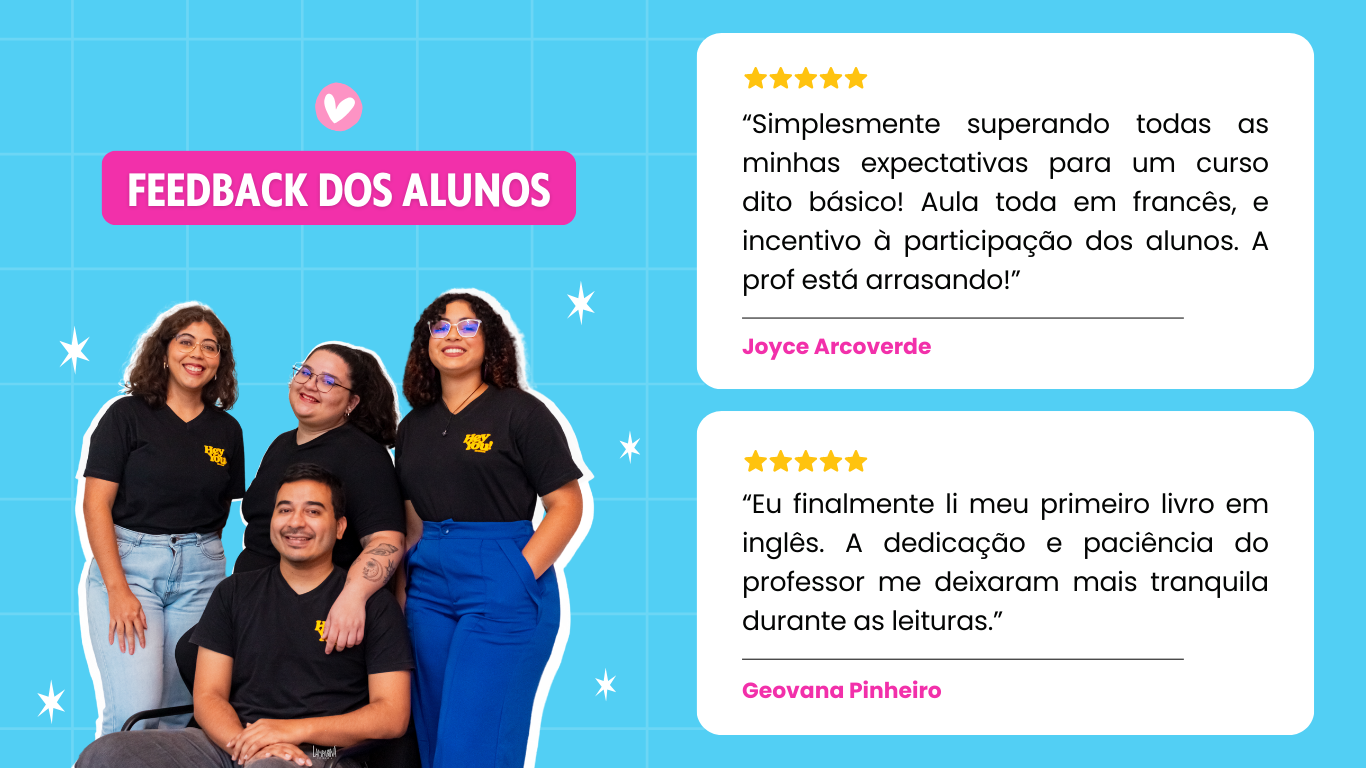 FEEDBACK DOS ALUNOS
“Simplesmente superando todas as
minhas expectativas para um curso
dito básico! Aula toda em francês, e
incentivo à participação dos alunos. A
prof está arrasando!”
Joyce Arcoverde
“Eu finalmente li meu primeiro livro em
inglês. A dedicação e paciência do
professor me deixaram mais tranquila
durante as leituras.”
Geovana Pinheiro
Hey
You!
Hey
You!